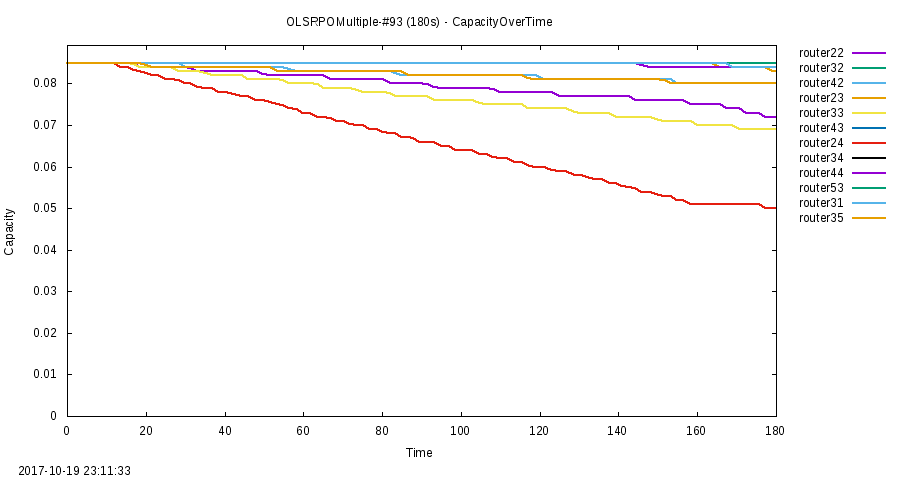 OLSRPOMultiple-#93 (180s) - CapacityOverTime
router22
router32
router42
router23
router33
router43
router24
router34
router44
router53
router31
router35
0.08
0.07
0.06
0.05
0.04
0.03
0.02
0.01
0
Capacity
0 20 40 60 80 100 120 140 160 180
Time
2017-10-19 23:11:33